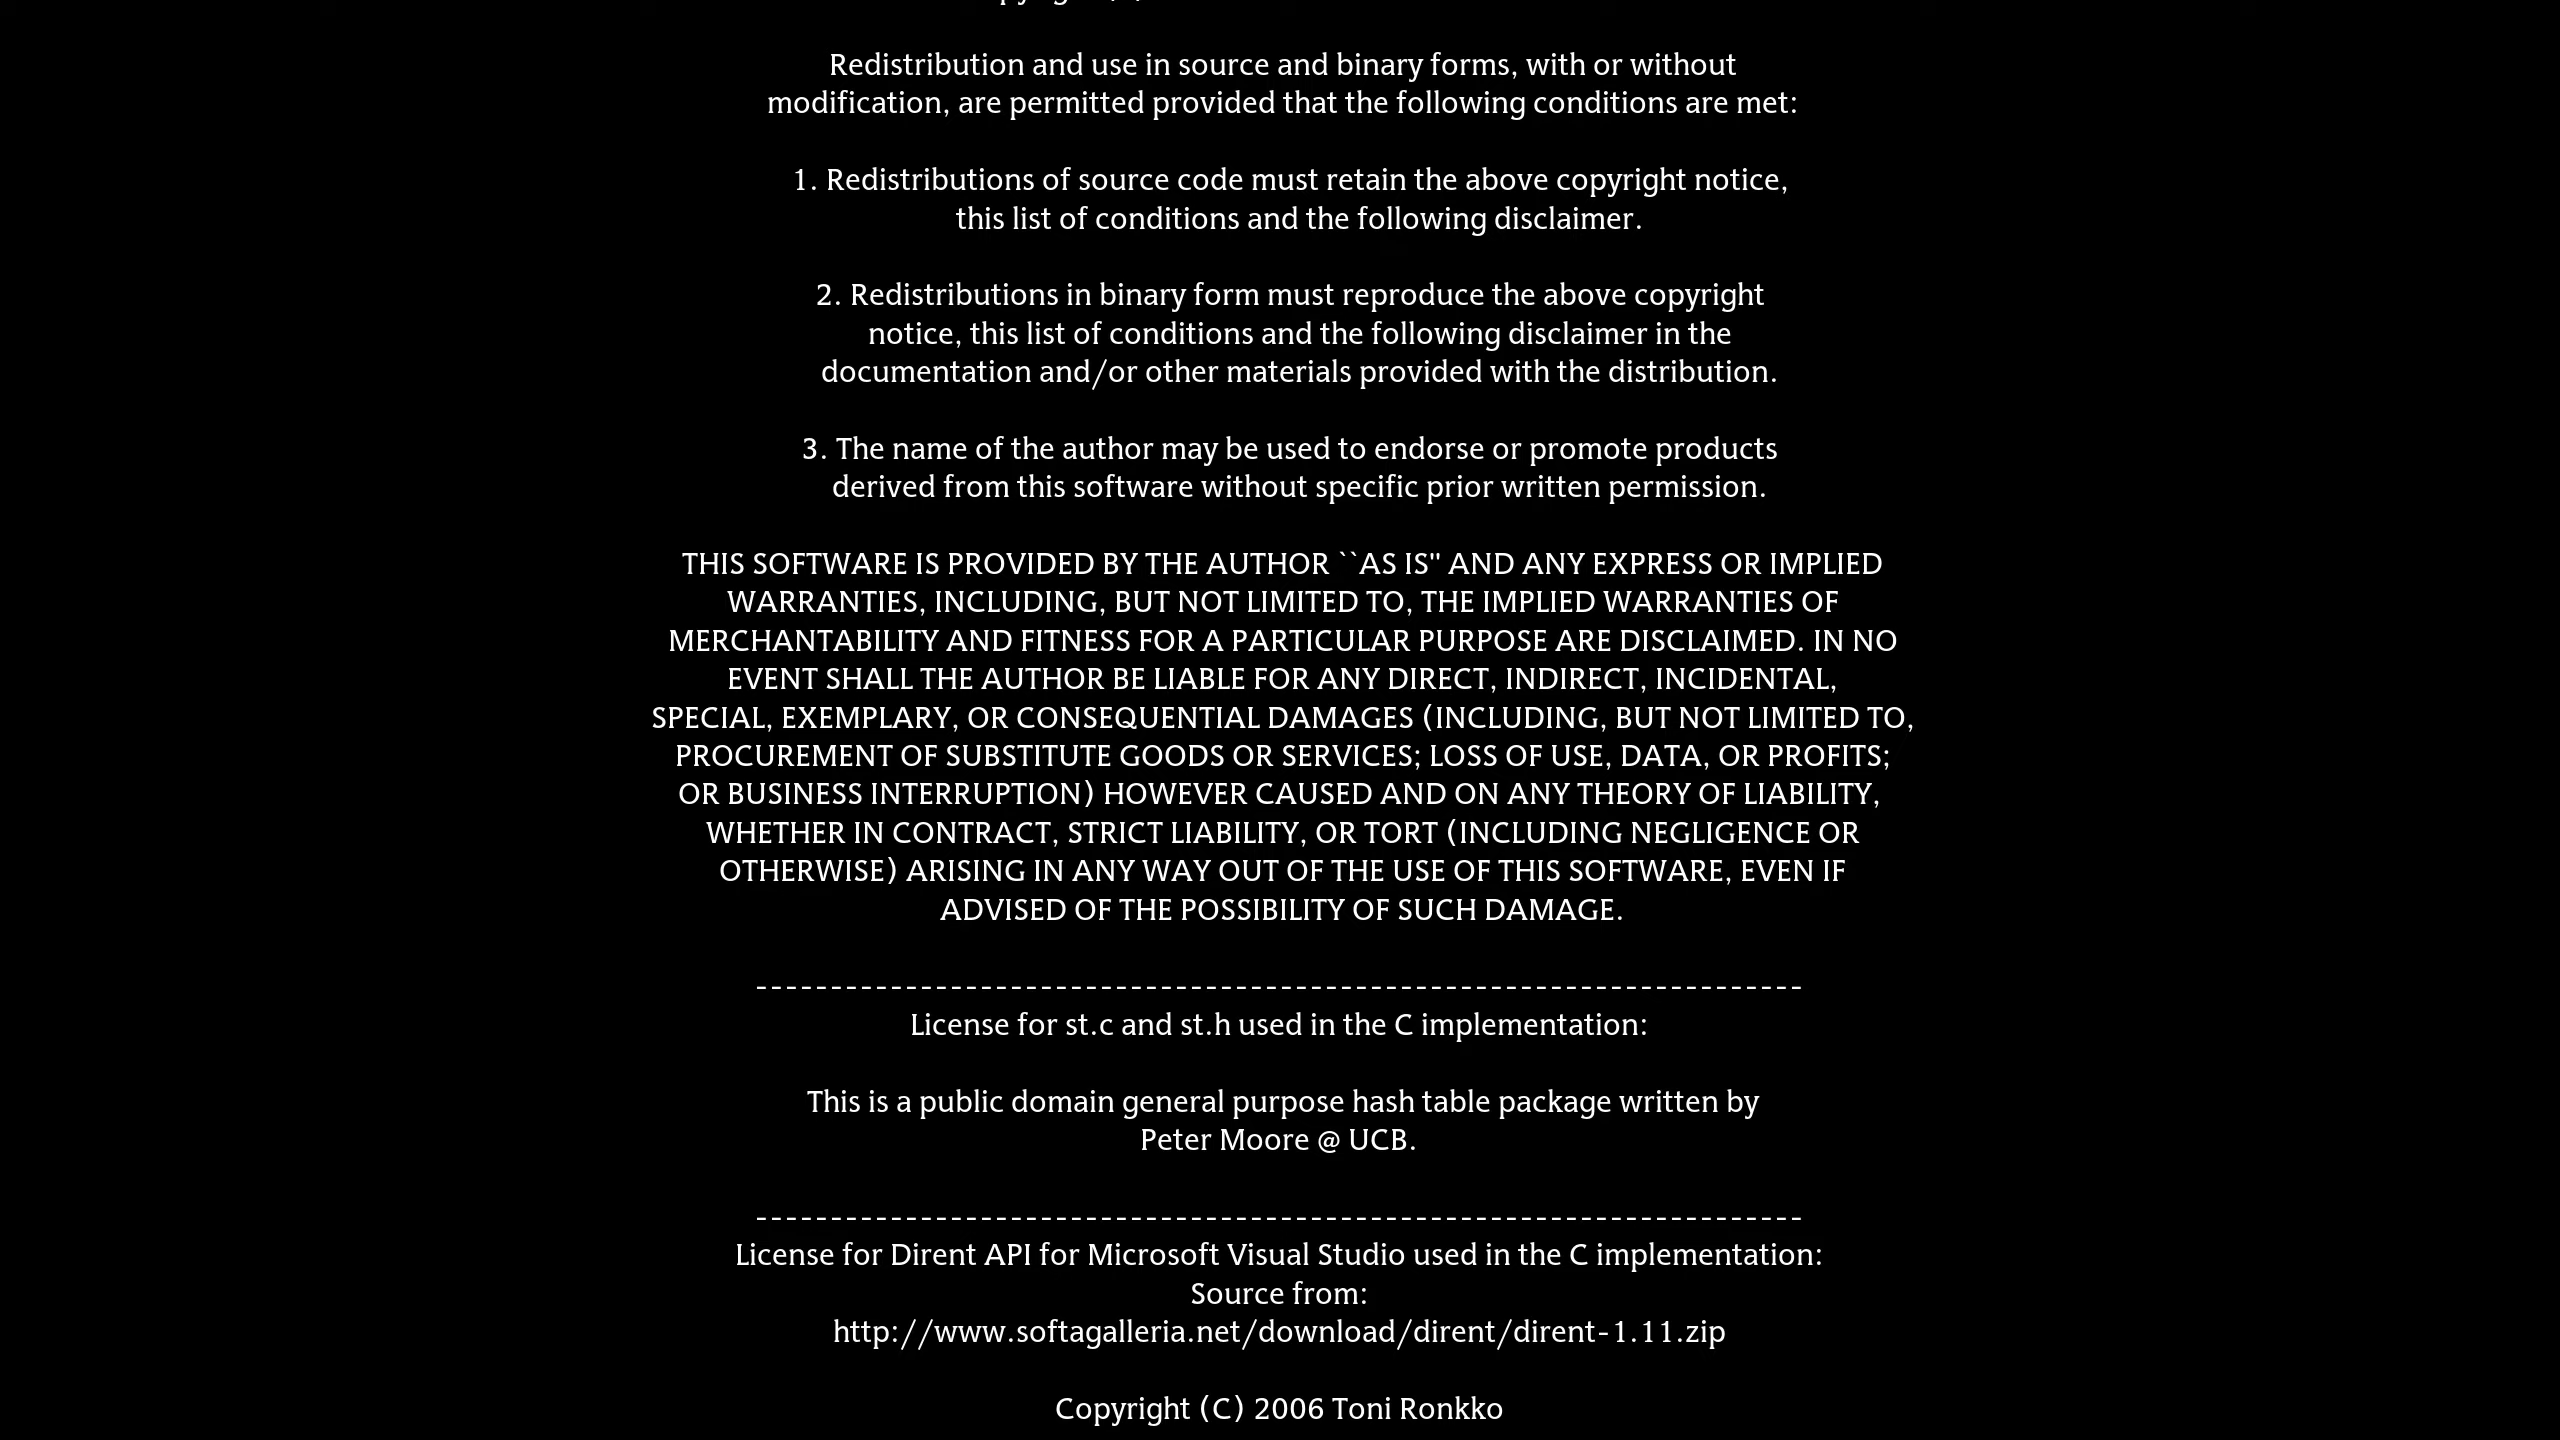 Redistribution and use in source and binary forms, with or without
modification, are permitted provided that the following conditions are met:
1. Redistributions of source code must retain the above copyright notice,
this list of conditions and the following disclaimer.
2. Redistributions in binary form must reproduce the above copyright
notice, this list of conditions and the following disclaimer in the
documentation and/or other materials provided with the distribution.
3. The name of the author may be used to endorse or promote products
derived from this software without specific prior written permission.
THIS SOFTWARE IS PROVIDED BY THE AUTHOR ``AS IS'' AND ANY EXPRESS OR IMPLIED
WARRANTIES, INCLUDING, BUT NOT LIMITED TO, THE IMPLIED WARRANTIES OF
MERCHANTABILITY AND FITNESS FOR A PARTICULAR PURPOSE ARE DISCLAIMED. IN NO
EVENT SHALL THE AUTHOR BE LIABLE FOR ANY DIRECT, INDIRECT, INCIDENTAL,
SPECIAL, EXEMPLARY, OR CONSEQUENTIAL DAMAGES (INCLUDING, BUT NOT LIMITED TO,
PROCUREMENT OF SUBSTITUTE GOODS OR SERVICES; LOSS OF USE, DATA, OR PROFITS;
OR BUSINESS INTERRUPTION) HOWEVER CAUSED AND ON ANY THEORY OF LIABILITY,
WHETHER IN CONTRACT, STRICT LIABILITY, OR TORT (INCLUDING NEGLIGENCE OR
OTHERWISE) ARISING IN ANY WAY OUT OF THE USE OF THIS SOFTWARE, EVEN IF
ADVISED OF THE POSSIBILITY OF SUCH DAMAGE.
----------------------------------------------------------------------
License for st.c and st.h used in the C implementation:
This is a public domain general purpose hash table package written by
Peter Moore @ UCB.
----------------------------------------------------------------------
License for Dirent API for Microsoft Visual Studio used in the C implementation:
Source from:
http://www.softagalleria.net/download/dirent/dirent-1.11.zip
Copyright (C) 2006 Toni Ronkko